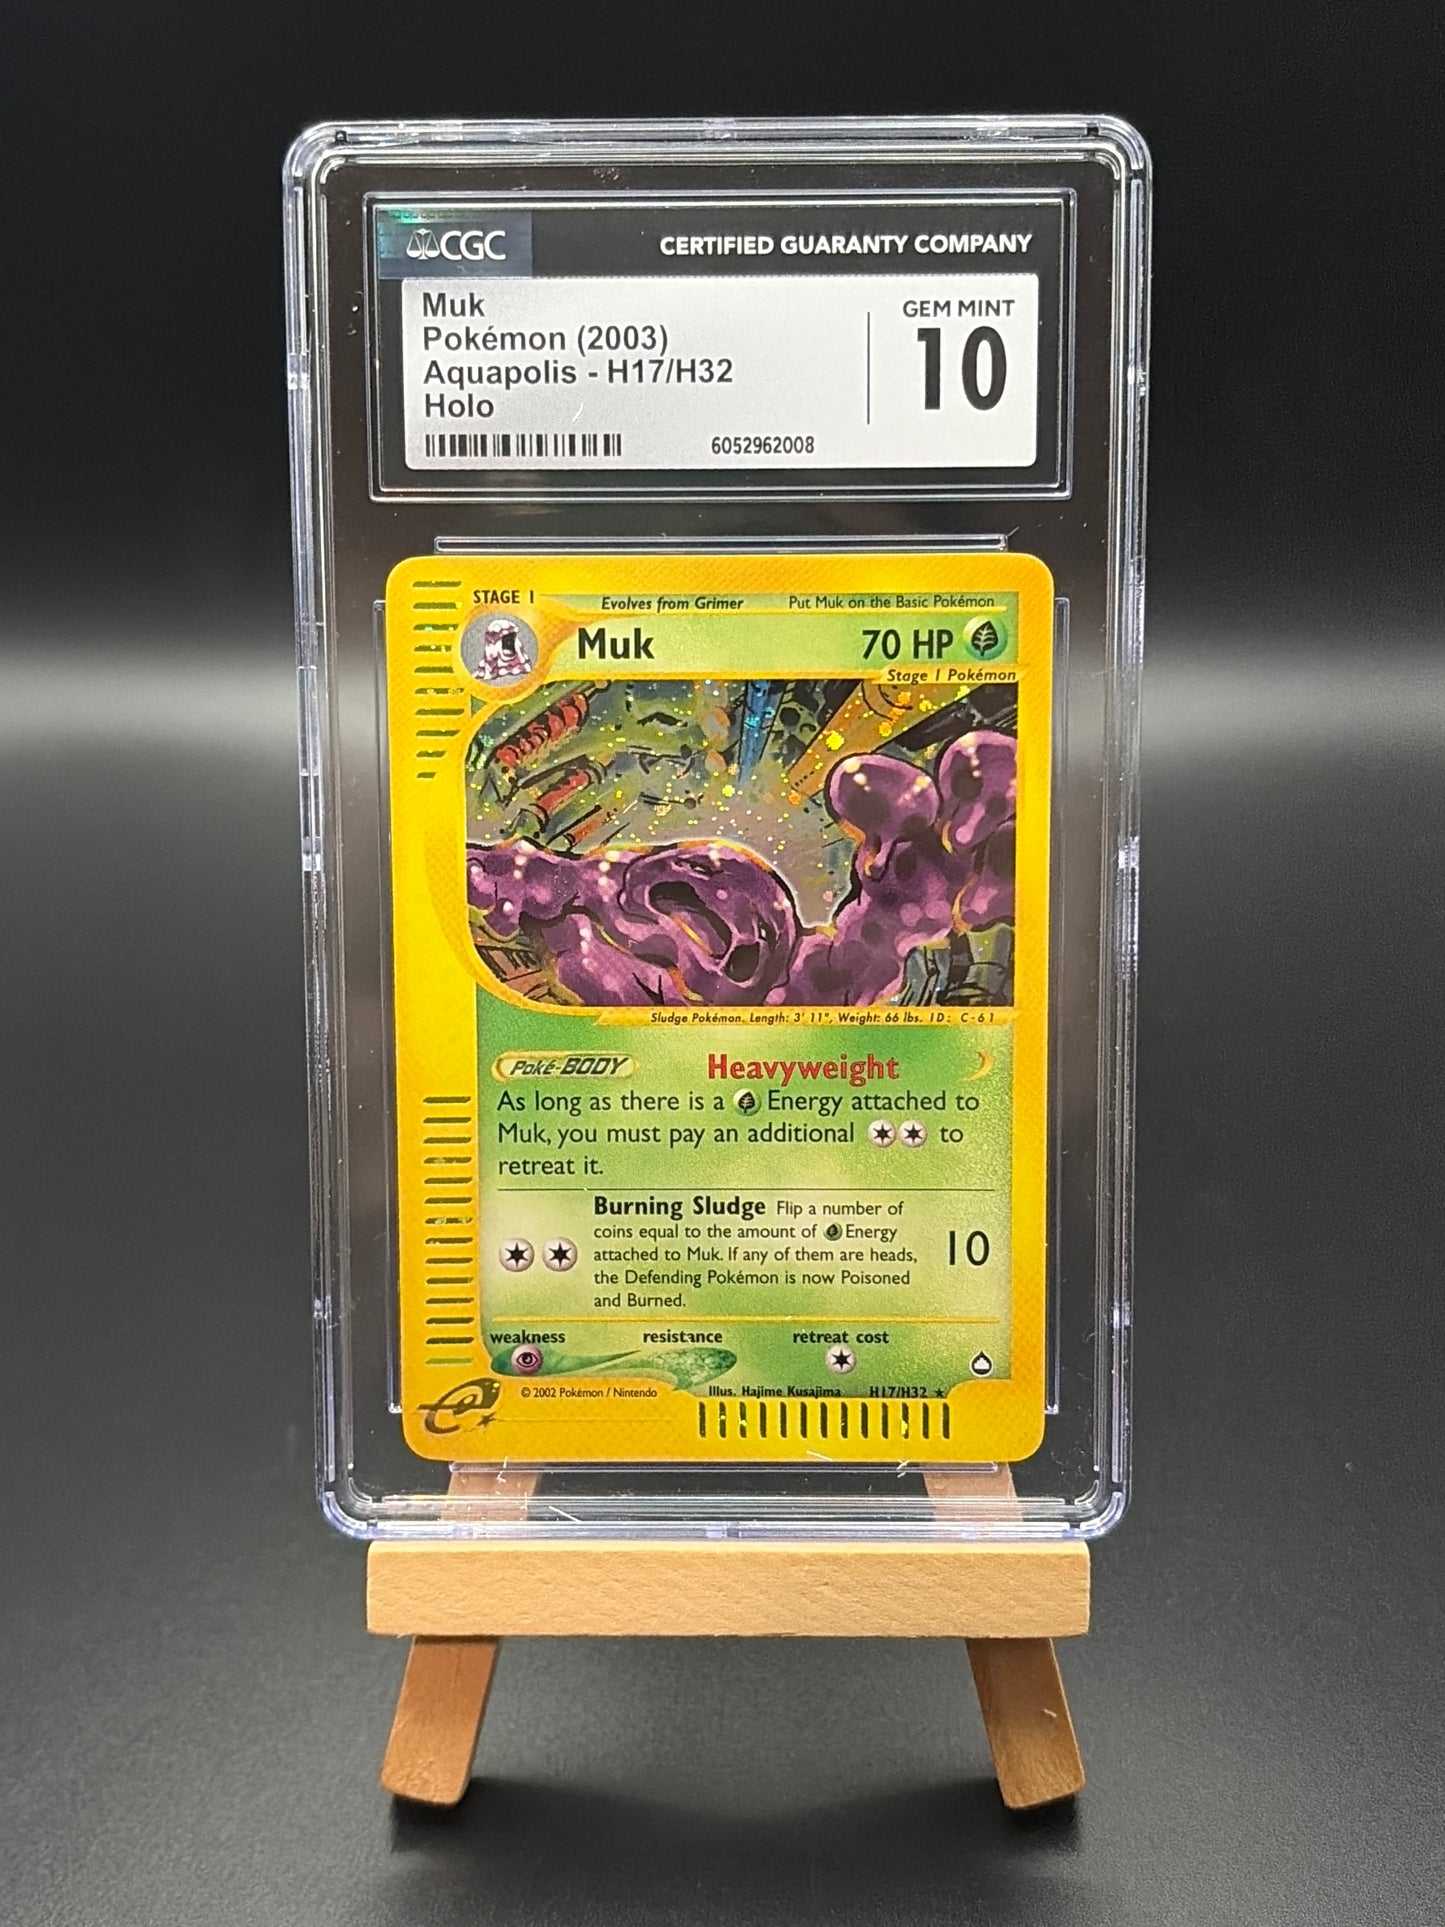 CGC CERTIFIED GUARANTY COMPANY
Muk
Pokémon (2003)
Aquapolis - H17/H32
Holo
6052962008
GEM MINT
10
STAGE 1 Evolves from Grimer Put Muk on the Basic Pokémon
Muk 70 HP
Stage 1 Pokémon
Sludge Pokémon. Length: 3' 11", Weight: 66 lbs. ID: C-61
Poké-BODY Heavyweight
As long as there is a Energy attached to
Muk, you must pay an additional to
retreat it.
Burning Sludge Flip a number of
coins equal to the amount of Energy
attached to Muk. If any of them are heads,
the Defending Pokémon is now Poisoned
and Burned.
10
weakness resistance retreat cost
© 2002 Pokémon / Nintendo Illus. Hajime Kusajima H17/H32 ★
e